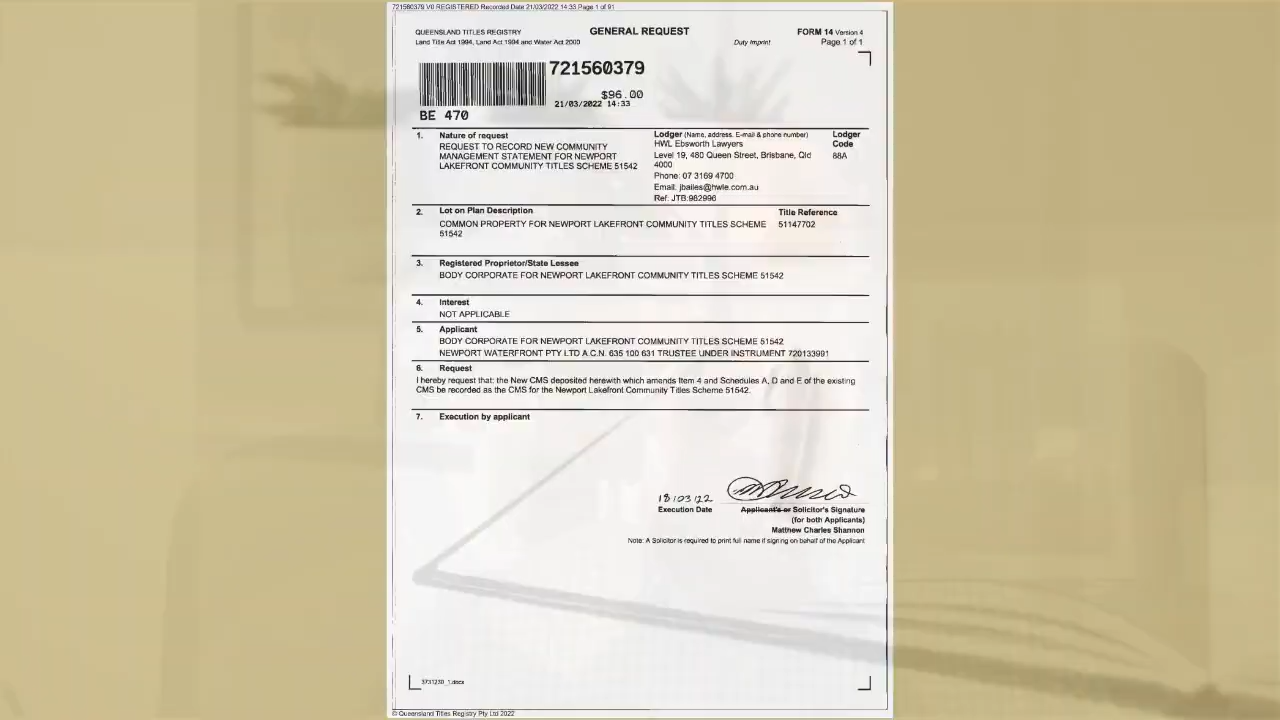 721560379 V0 REGISTERED Recorded Date 21/03/2022 14:33 Page 1 of 91
QUEENSLAND TITLES REGISTRY
Land Title Act 1994, Land Act 1994 and Water Act 2000
GENERAL REQUEST
Duty Imprint
FORM 14 Version 4
Page 1 of 1
721560379
$96.00
21/03/2022 14:33
BE 470
1. Nature of request
REQUEST TO RECORD NEW COMMUNITY
MANAGEMENT STATEMENT FOR NEWPORT
LAKEFRONT COMMUNITY TITLES SCHEME 51542
Lodger (Name, address, E-mail & phone number)
HWL Ebsworth Lawyers
Level 19, 480 Queen Street, Brisbane, Qld
4000
Phone: 07 3169 4700
Email: jbailes@hwle.com.au
Ref: JTB:962996
Lodger
Code
88A
2. Lot on Plan Description
COMMON PROPERTY FOR NEWPORT LAKEFRONT COMMUNITY TITLES SCHEME
51542
Title Reference
51147702
3. Registered Proprietor/State Lessee
BODY CORPORATE FOR NEWPORT LAKEFRONT COMMUNITY TITLES SCHEME 51542
4. Interest
NOT APPLICABLE
5. Applicant
BODY CORPORATE FOR NEWPORT LAKEFRONT COMMUNITY TITLES SCHEME 51542
NEWPORT WATERFRONT PTY LTD A.C.N. 635 100 631 TRUSTEE UNDER INSTRUMENT 720133991
6. Request
I hereby request that: the New CMS deposited herewith which amends Item 4 and Schedules A, D and E of the existing
CMS be recorded as the CMS for the Newport Lakefront Community Titles Scheme 51542.
7. Execution by applicant
18/03/22
Execution Date
Applicant's or Solicitor's Signature
(for both Applicants)
Matthew Charles Shannon
Note: A Solicitor is required to print full name if signing on behalf of the Applicant
3731230_1.docx
© Queensland Titles Registry Pty Ltd 2022